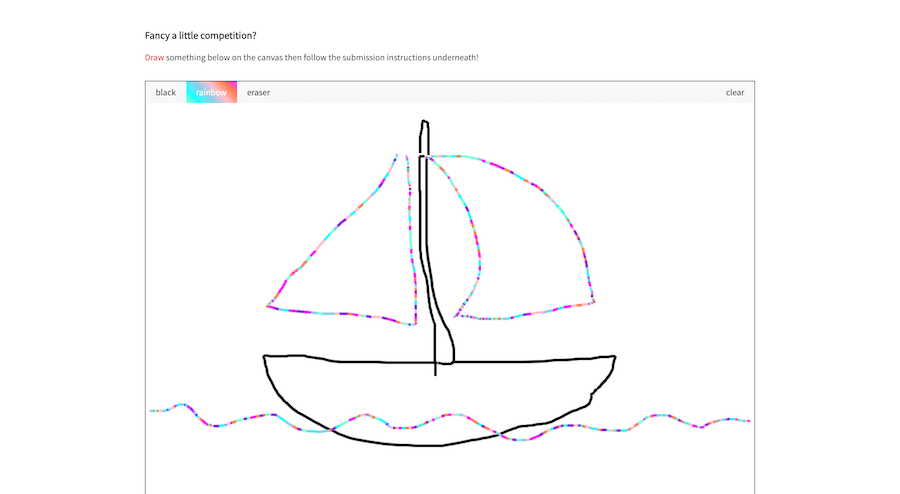 Fancy a little competition?
Draw something below on the canvas then follow the submission instructions underneath!
black rainbow eraser clear